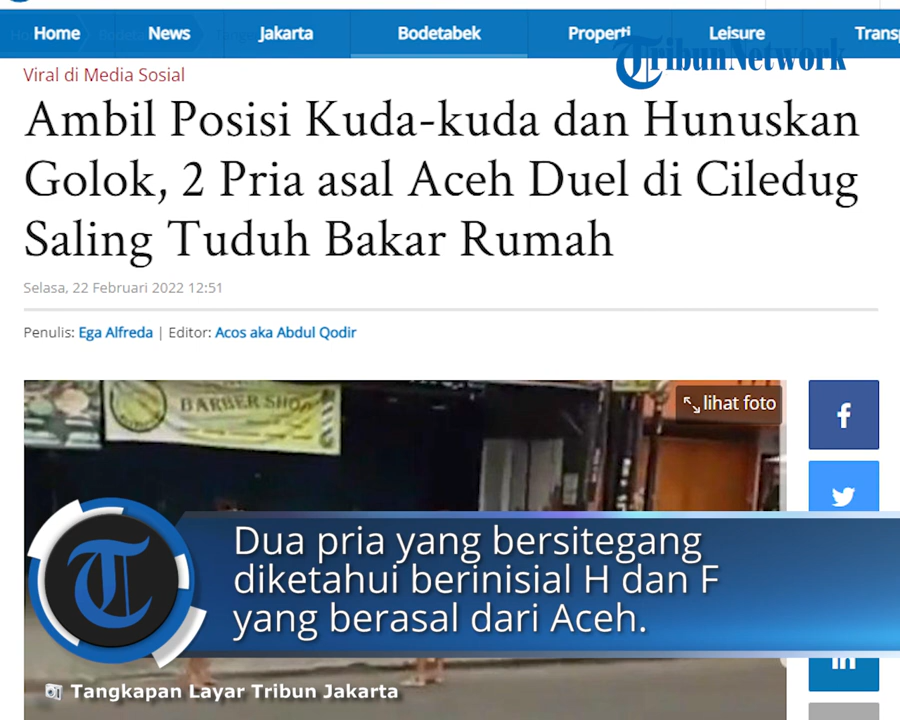 Home News Jakarta Bodetabek Properti Leisure Transp
TribunNetwork
Viral di Media Sosial
Ambil Posisi Kuda-kuda dan Hunuskan
Golok, 2 Pria asal Aceh Duel di Ciledug
Saling Tuduh Bakar Rumah
Selasa, 22 Februari 2022 12:51
Penulis: Ega Alfreda | Editor: Acos aka Abdul Qodir
BARBER SHOP
lihat foto
Dua pria yang bersitegang
diketahui berinisial H dan F
yang berasal dari Aceh.
Tangkapan Layar Tribun Jakarta